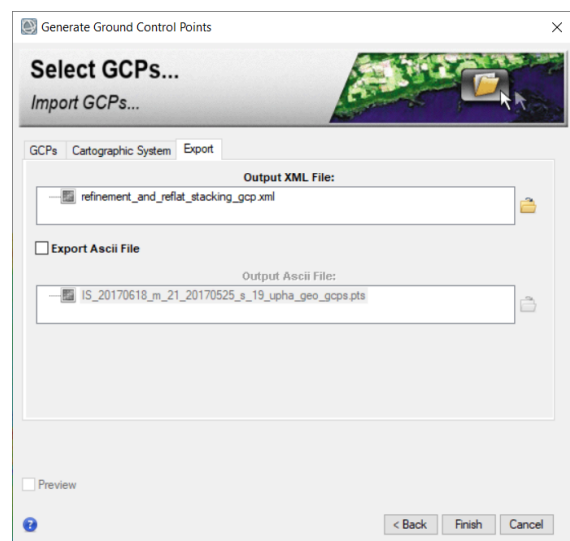 Generate Ground Control Points
Select GCPs...
Import GCPs...
GCPs Cartographic System Export
Output XML File:
refinement_and_reflat_stacking_gcp.xml
Export Ascii File
Output Ascii File:
IS_20170618_m_21_20170525_s_19_upha_geo_gcps.pts
Preview
< Back Finish Cancel